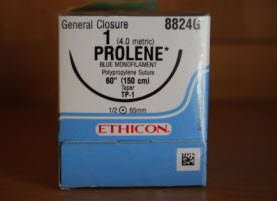 General Closure 8824G
1 (4.0 metric)
PROLENE*
BLUE MONOFILAMENT
Polypropylene Suture
60" (150 cm)
Taper
TP-1
1/2 65mm
ETHICON